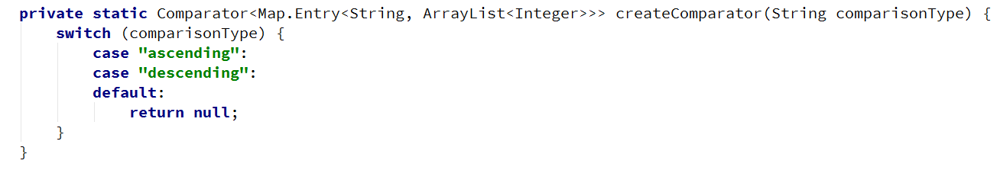 private static Comparator<Map.Entry<String, ArrayList<Integer>>> createComparator(String comparisonType) {
    switch (comparisonType) {
        case "ascending":
        case "descending":
        default:
            return null;
    }
}